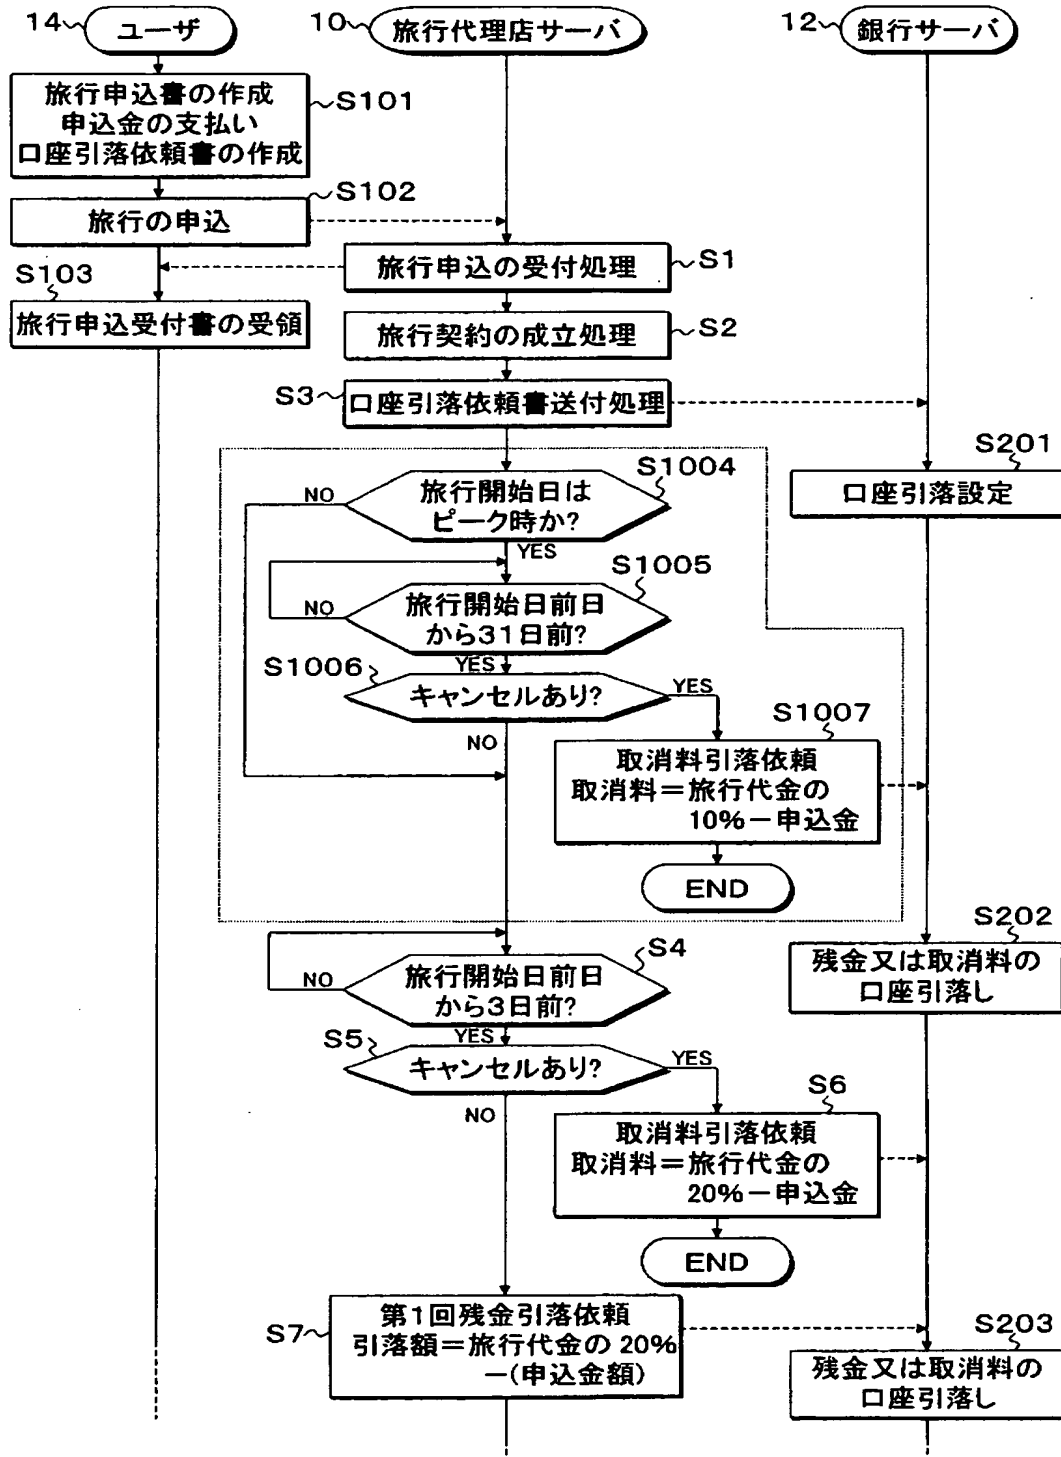 14
ユーザ
10
旅行代理店サーバ
12
銀行サーバ
旅行申込書の作成
申込金の支払い
口座引落依頼書の作成
S101
旅行の申込
S102
旅行申込の受付処理
S1
S103
旅行申込受付書の受領
旅行契約の成立処理
S2
S3
口座引落依頼書送付処理
S201
口座引落設定
S1004
旅行開始日は
ピーク時か?
NO
YES
S1005
旅行開始日前日
から31日前?
NO
YES
S1006
キャンセルあり?
YES
NO
S1007
取消料引落依頼
取消料=旅行代金の
10%-申込金
END
S202
残金又は取消料の
口座引落し
S4
旅行開始日前日
から3日前?
NO
YES
S5
キャンセルあり?
YES
NO
S6
取消料引落依頼
取消料=旅行代金の
20%-申込金
END
S7
第1回残金引落依頼
引落額=旅行代金の20%
-(申込金額)
S203
残金又は取消料の
口座引落し